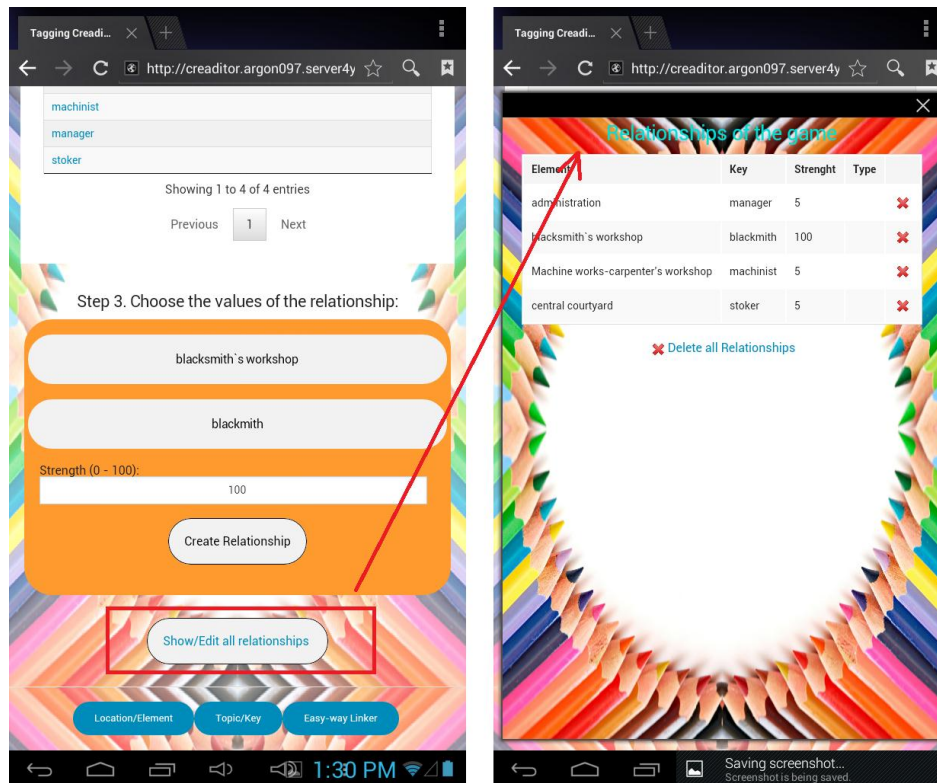 Tagging Creadi...
http://creaditor.argon097.server4y
machinist
manager
stoker
Showing 1 to 4 of 4 entries
Previous 1 Next
Step 3. Choose the values of the relationship:
blacksmith`s workshop
blackmith
Strength (0 - 100):
100
Create Relationship
Show/Edit all relationships
Location/Element Topic/Key Easy-way Linker
1:30 PM
Tagging Creadi...
http://creaditor.argon097.server4y
Relationships of the game
Element Key Strenght Type
administration manager 5
blacksmith`s workshop blackmith 100
Machine works-carpenter's workshop machinist 5
central courtyard stoker 5
Delete all Relationships
Saving screenshot...
Screenshot is being saved.